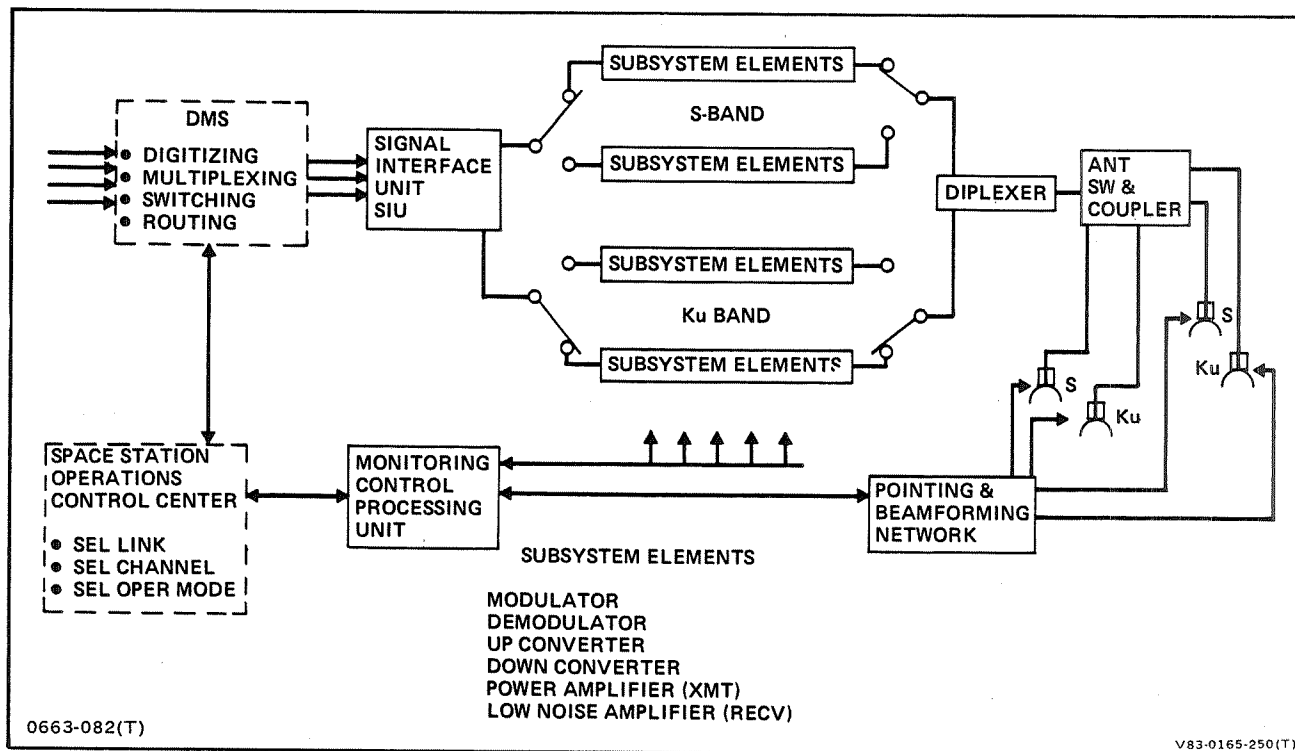 DMS
• DIGITIZING
• MULTIPLEXING
• SWITCHING
• ROUTING
SIGNAL
INTERFACE
UNIT
SIU
SUBSYSTEM ELEMENTS
S-BAND
SUBSYSTEM ELEMENTS
SUBSYSTEM ELEMENTS
Ku BAND
SUBSYSTEM ELEMENTS
DIPLEXER
ANT
SW &
COUPLER
S
Ku
S
Ku
SPACE STATION
OPERATIONS
CONTROL CENTER
• SEL LINK
• SEL CHANNEL
• SEL OPER MODE
MONITORING
CONTROL
PROCESSING
UNIT
POINTING &
BEAMFORMING
NETWORK
SUBSYSTEM ELEMENTS
MODULATOR
DEMODULATOR
UP CONVERTER
DOWN CONVERTER
POWER AMPLIFIER (XMT)
LOW NOISE AMPLIFIER (RECV)
0663-082(T)
V83-0165-250(T)